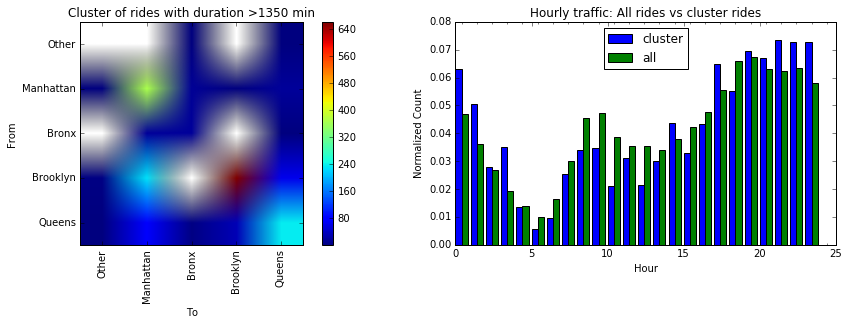 Cluster of rides with duration >1350 min
From
Other
Manhattan
Bronx
Brooklyn
Queens
Other
Manhattan
Bronx
Brooklyn
Queens
To
640
560
480
400
320
240
160
80
Hourly traffic: All rides vs cluster rides
cluster
all
Normalized Count
0.08
0.07
0.06
0.05
0.04
0.03
0.02
0.01
0.00
0 5 10 15 20 25
Hour